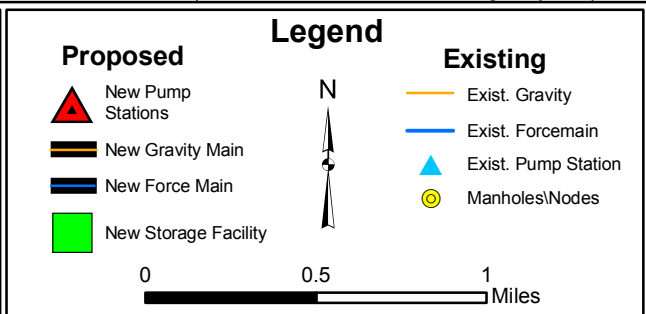 Legend
Proposed
New Pump
Stations
New Gravity Main
New Force Main
New Storage Facility
N
Existing
Exist. Gravity
Exist. Forcemain
Exist. Pump Station
Manholes\Nodes
0 0.5 1
Miles